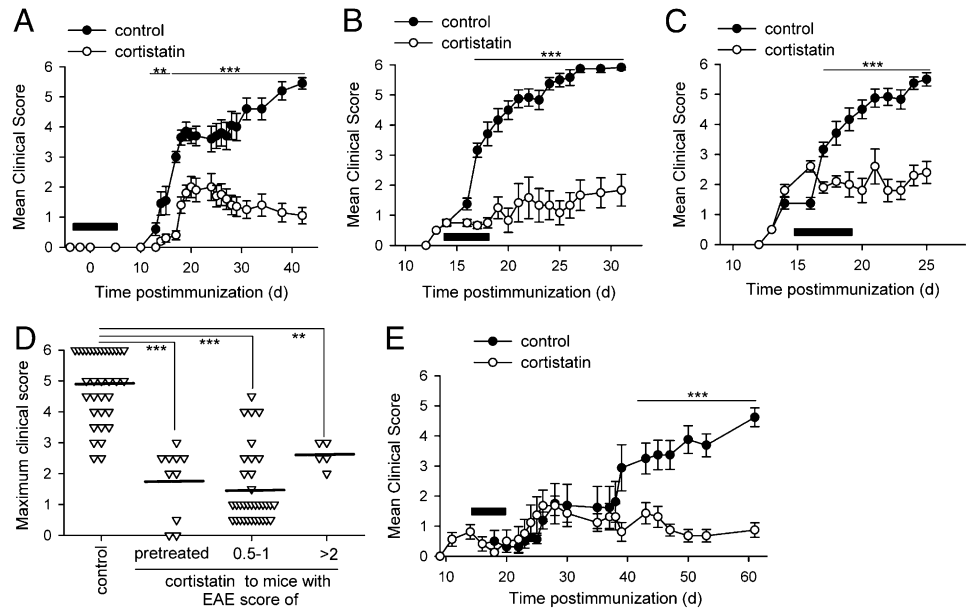 A
control
cortistatin
** ***
Mean Clinical Score
6
5
4
3
2
1
0
0 10 20 30 40
Time postimmunization (d)
B
control
cortistatin
***
Mean Clinical Score
6
5
4
3
2
1
0
10 15 20 25 30
Time postimmunization (d)
C
control
cortistatin
***
Mean Clinical Score
6
5
4
3
2
1
0
10 15 20 25
Time postimmunization (d)
D
*** *** **
Maximum clinical score
6
5
4
3
2
1
0
control
pretreated 0.5-1 >2
cortistatin to mice with
EAE score of
E
control
cortistatin
***
Mean Clinical Score
6
5
4
3
2
1
0
10 20 30 40 50 60
Time postimmunization (d)